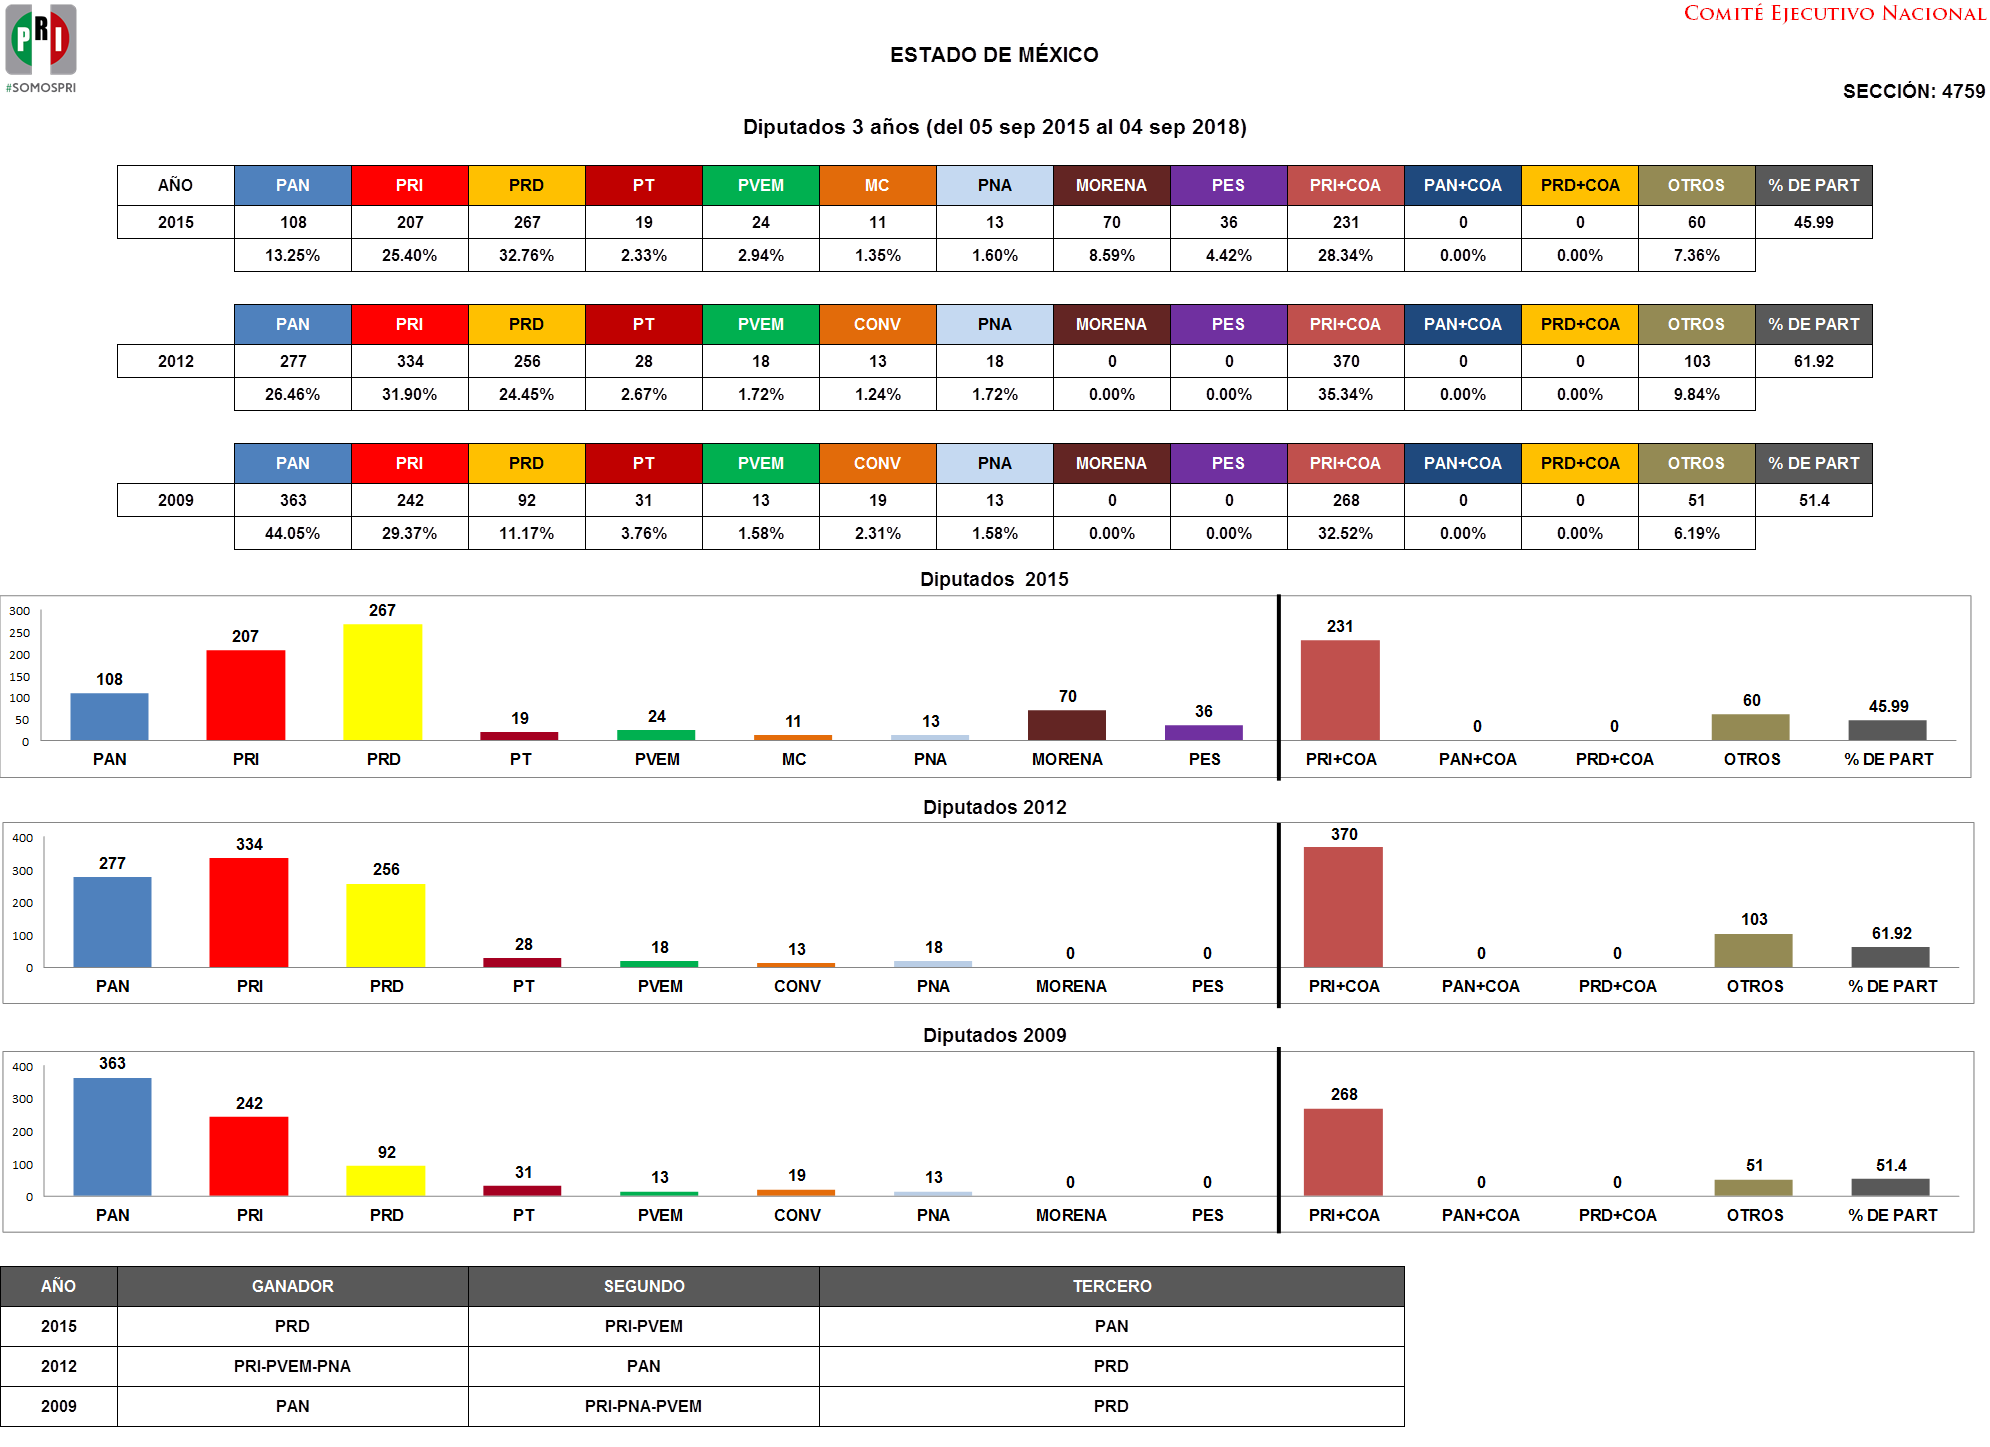 PRI
#SOMOSPRI
COMITÉ EJECUTIVO NACIONAL
ESTADO DE MÉXICO
SECCIÓN: 4759
Diputados 3 años (del 05 sep 2015 al 04 sep 2018)
AÑO PAN PRI PRD PT PVEM MC PNA MORENA PES PRI+COA PAN+COA PRD+COA OTROS % DE PART
2015 108 207 267 19 24 11 13 70 36 231 0 0 60 45.99
13.25% 25.40% 32.76% 2.33% 2.94% 1.35% 1.60% 8.59% 4.42% 28.34% 0.00% 0.00% 7.36%
PAN PRI PRD PT PVEM CONV PNA MORENA PES PRI+COA PAN+COA PRD+COA OTROS % DE PART
2012 277 334 256 28 18 13 18 0 0 370 0 0 103 61.92
26.46% 31.90% 24.45% 2.67% 1.72% 1.24% 1.72% 0.00% 0.00% 35.34% 0.00% 0.00% 9.84%
PAN PRI PRD PT PVEM CONV PNA MORENA PES PRI+COA PAN+COA PRD+COA OTROS % DE PART
2009 363 242 92 31 13 19 13 0 0 268 0 0 51 51.4
44.05% 29.37% 11.17% 3.76% 1.58% 2.31% 1.58% 0.00% 0.00% 32.52% 0.00% 0.00% 6.19%
Diputados 2015
300
250
200
150
100
50
0
108 207 267 19 24 11 13 70 36 231 0 0 60 45.99
PAN PRI PRD PT PVEM MC PNA MORENA PES PRI+COA PAN+COA PRD+COA OTROS % DE PART
Diputados 2012
400
300
200
100
0
277 334 256 28 18 13 18 0 0 370 0 0 103 61.92
PAN PRI PRD PT PVEM CONV PNA MORENA PES PRI+COA PAN+COA PRD+COA OTROS % DE PART
Diputados 2009
400
300
200
100
0
363 242 92 31 13 19 13 0 0 268 0 0 51 51.4
PAN PRI PRD PT PVEM CONV PNA MORENA PES PRI+COA PAN+COA PRD+COA OTROS % DE PART
AÑO GANADOR SEGUNDO TERCERO
2015 PRD PRI-PVEM PAN
2012 PRI-PVEM-PNA PAN PRD
2009 PAN PRI-PNA-PVEM PRD